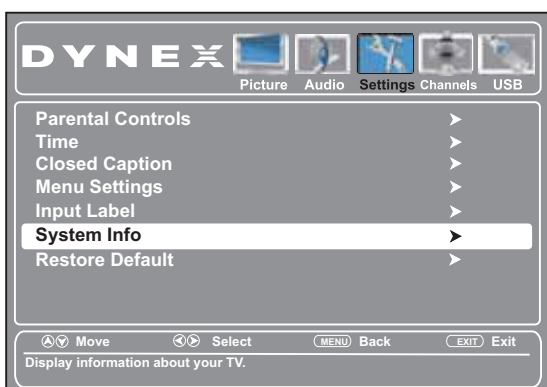 DYNEX
Picture Audio Settings Channels USB
Parental Controls
Time
Closed Caption
Menu Settings
Input Label
System Info
Restore Default
Move Select MENU Back EXIT Exit
Display information about your TV.